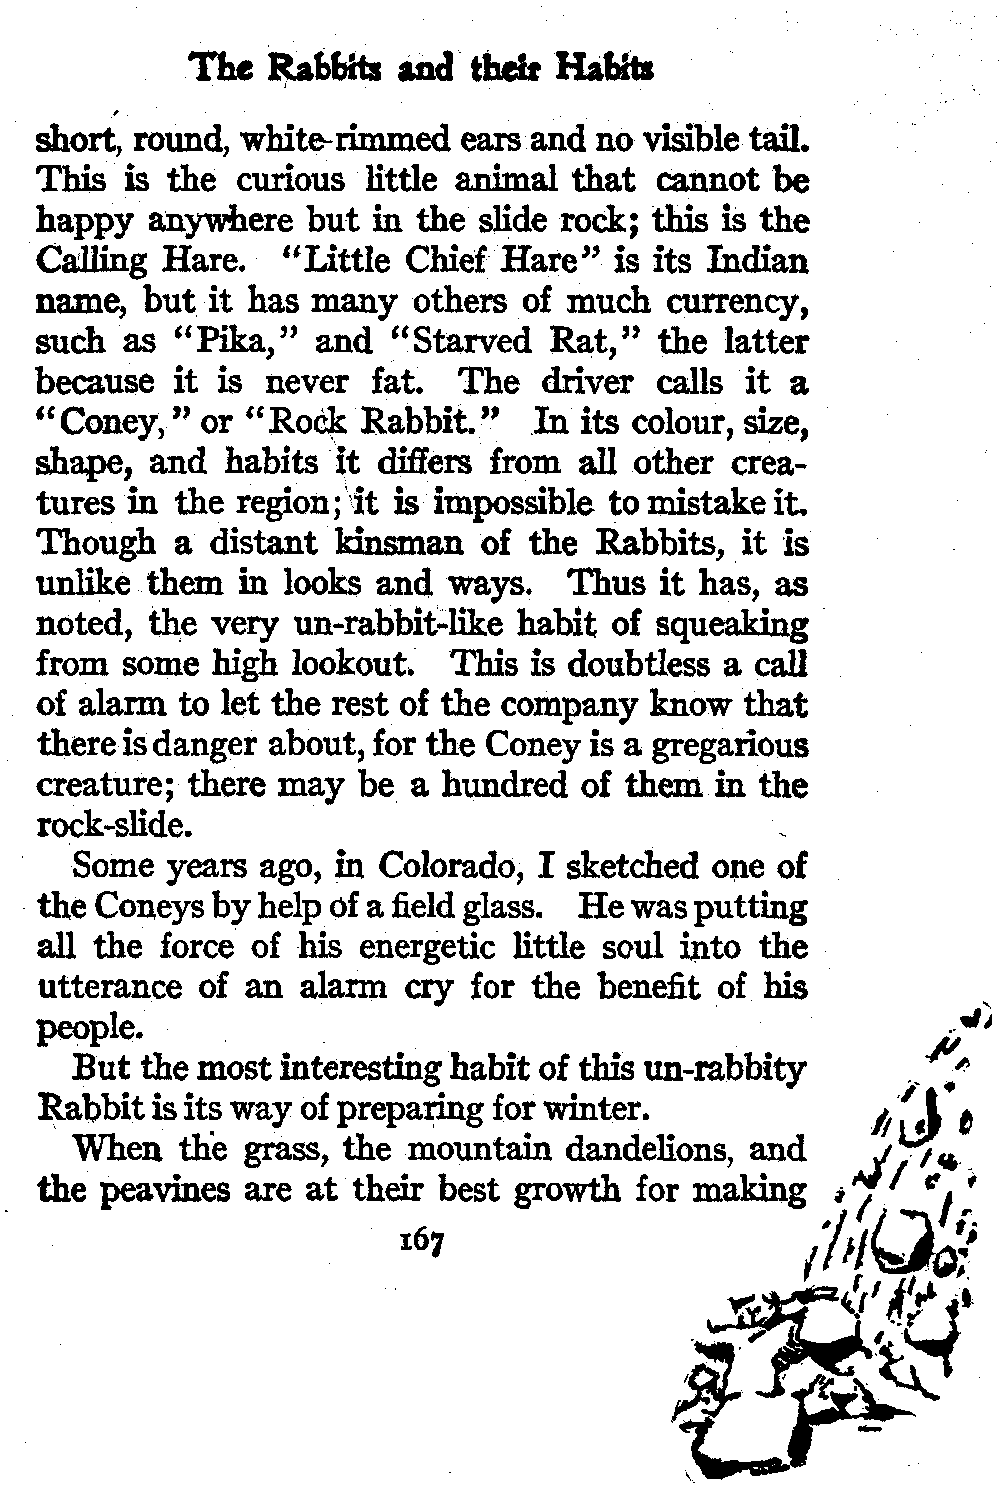 The Rabbits and their Habits
short, round, white-rimmed ears and no visible tail.
This is the curious little animal that cannot be
happy anywhere but in the slide rock; this is the
Calling Hare. "Little Chief Hare" is its Indian
name, but it has many others of much currency,
such as "Pika," and "Starved Rat," the latter
because it is never fat. The driver calls it a
"Coney," or "Rock Rabbit." In its colour, size,
shape, and habits it differs from all other crea-
tures in the region; it is impossible to mistake it.
Though a distant kinsman of the Rabbits, it is
unlike them in looks and ways. Thus it has, as
noted, the very un-rabbit-like habit of squeaking
from some high lookout. This is doubtless a call
of alarm to let the rest of the company know that
there is danger about, for the Coney is a gregarious
creature; there may be a hundred of them in the
rock-slide.
Some years ago, in Colorado, I sketched one of
the Coneys by help of a field glass. He was putting
all the force of his energetic little soul into the
utterance of an alarm cry for the benefit of his
people.
But the most interesting habit of this un-rabbity
Rabbit is its way of preparing for winter.
When the grass, the mountain dandelions, and
the peavines are at their best growth for making
167